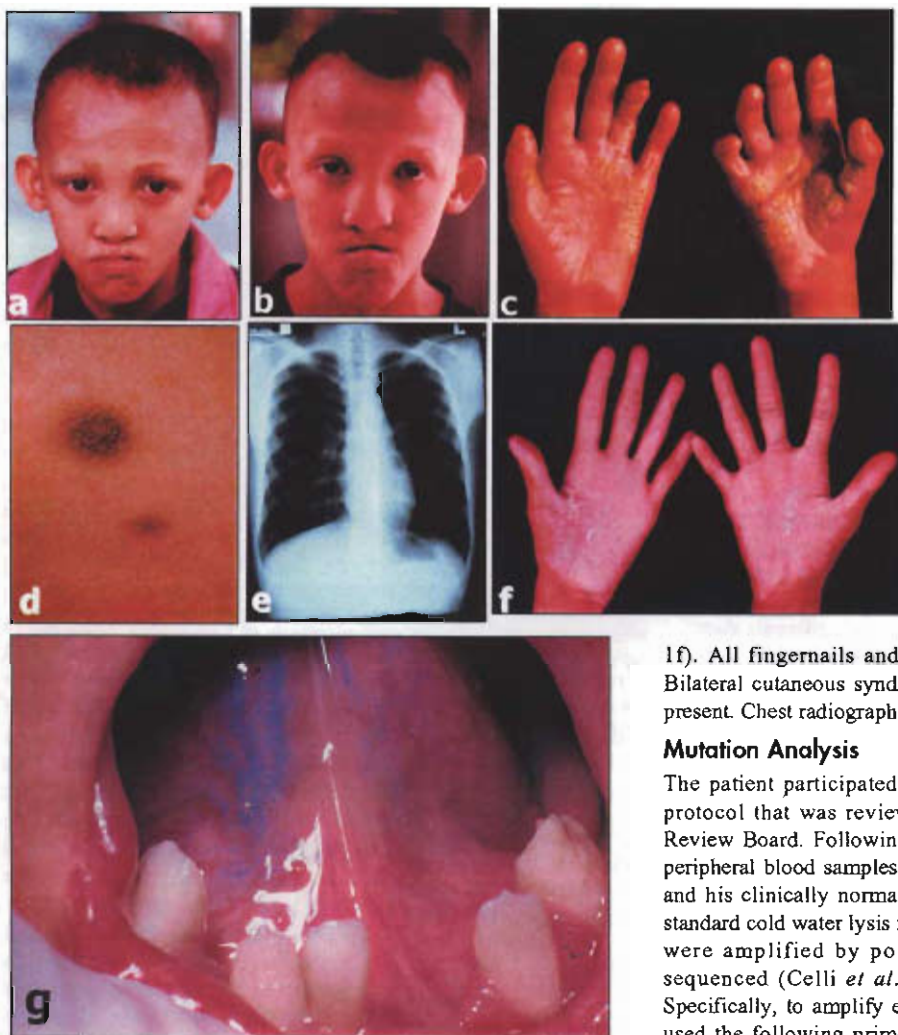 a
b
c
d
e
L
f
g
1f). All fingernails and
Bilateral cutaneous synd
present. Chest radiograph
Mutation Analysis
The patient participated
protocol that was review
Review Board. Followin
peripheral blood samples
and his clinically norma
standard cold water lysis
were amplified by po
sequenced (Celli et al.
Specifically, to amplify e
used the following prim